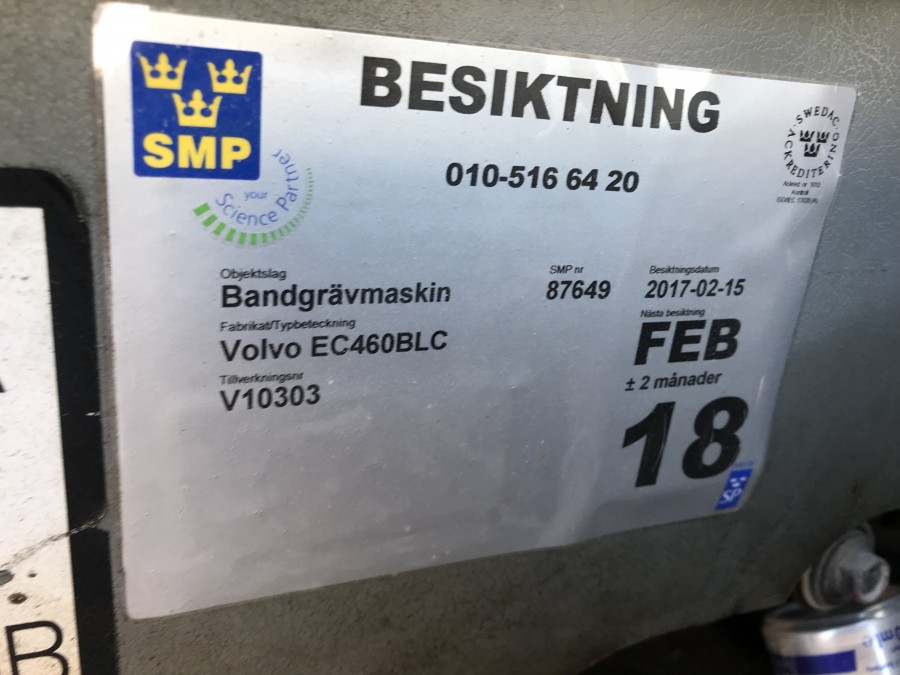 SMP
your
Science Partner
BESIKTNING
010-516 64 20
SWEDAC
ACKREDITERING
Objektslag
Bandgrävmaskin
SMP nr
87649
Besiktningsdatum
2017-02-15
Fabrikat/Typbeteckning
Volvo EC460BLC
Nästa besiktning
FEB
± 2 månader
18
Tillverkningsnr
V10303
SP
B